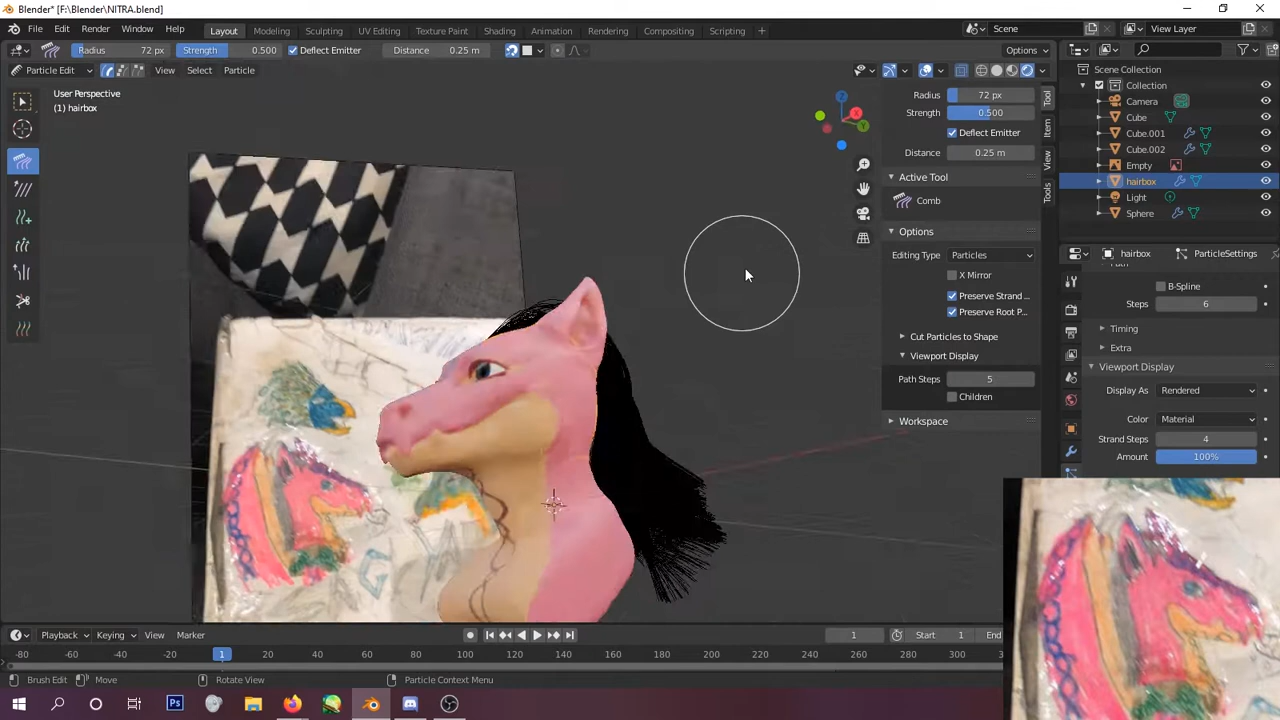 Blender* [F:\Blender\NITRA.blend]
File Edit Render Window Help Layout Modeling Sculpting UV Editing Texture Paint Shading Animation Rendering Compositing Scripting + Scene View Layer
Radius 72 px Strength 0.500 Deflect Emitter Distance 0.25 m Options
Particle Edit View Select Particle
User Perspective
(1) hairbox
Radius 72 px
Strength 0.500
Deflect Emitter
Distance 0.25 m
Active Tool
Comb
Options
Editing Type Particles
X Mirror
Preserve Strand ...
Preserve Root P...
Cut Particles to Shape
Viewport Display
Path Steps 5
Children
Workspace
Tool
Item
View
Tools
Z
X
Y
Scene Collection
Collection
Camera
Cube
Cube.001
Cube.002
Empty
hairbox
Light
Sphere
hairbox ParticleSettings
B-Spline
Steps 6
Timing
Extra
Viewport Display
Display As Rendered
Color Material
Strand Steps 4
Amount 100%
Playback Keying View Marker 1 Start 1 End
-80 -60 -40 -20 1 20 40 60 80 100 120 140 160 180 200 220 240 260 280 300
Brush Edit Move Rotate View Particle Context Menu
Ps